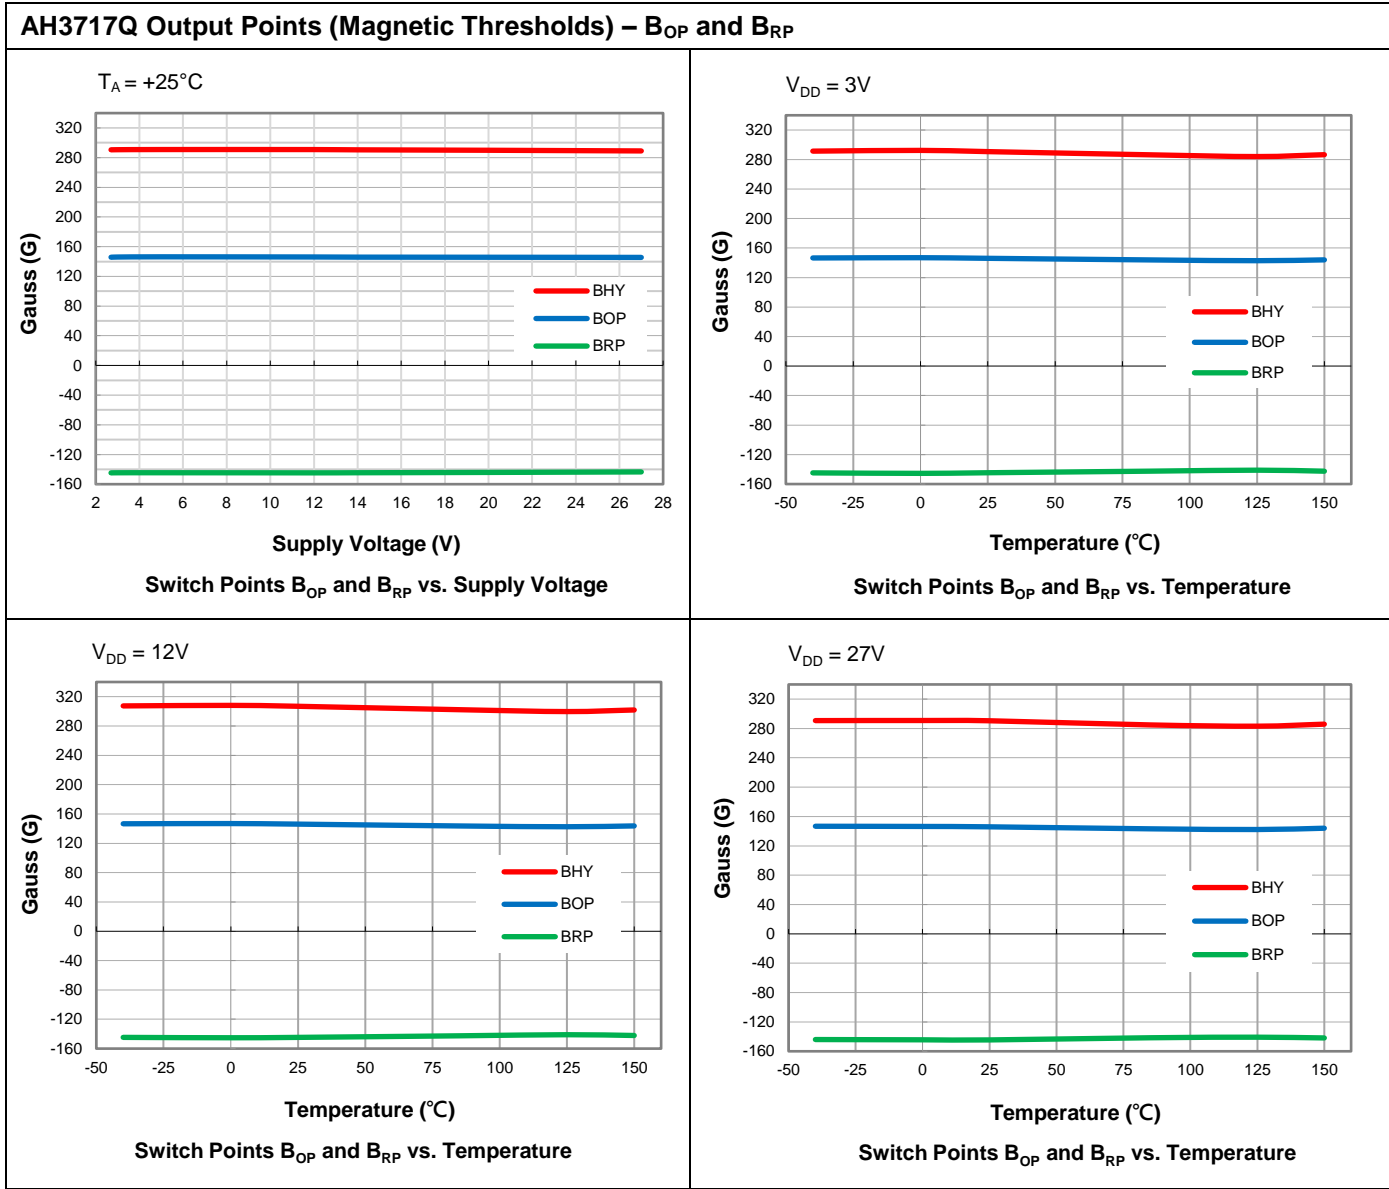 AH3717Q Output Points (Magnetic Thresholds) – BOP and BRP
TA = +25°C
320
280
240
200
160
120
80
40
0
-40
-80
-120
-160
Gauss (G)
BHY
BOP
BRP
2 4 6 8 10 12 14 16 18 20 22 24 26 28
Supply Voltage (V)
Switch Points BOP and BRP vs. Supply Voltage
VDD = 3V
320
280
240
200
160
120
80
40
0
-40
-80
-120
-160
Gauss (G)
BHY
BOP
BRP
-50 -25 0 25 50 75 100 125 150
Temperature (℃)
Switch Points BOP and BRP vs. Temperature
VDD = 12V
320
280
240
200
160
120
80
40
0
-40
-80
-120
-160
Gauss (G)
BHY
BOP
BRP
-50 -25 0 25 50 75 100 125 150
Temperature (℃)
Switch Points BOP and BRP vs. Temperature
VDD = 27V
320
280
240
200
160
120
80
40
0
-40
-80
-120
-160
Gauss (G)
BHY
BOP
BRP
-50 -25 0 25 50 75 100 125 150
Temperature (℃)
Switch Points BOP and BRP vs. Temperature